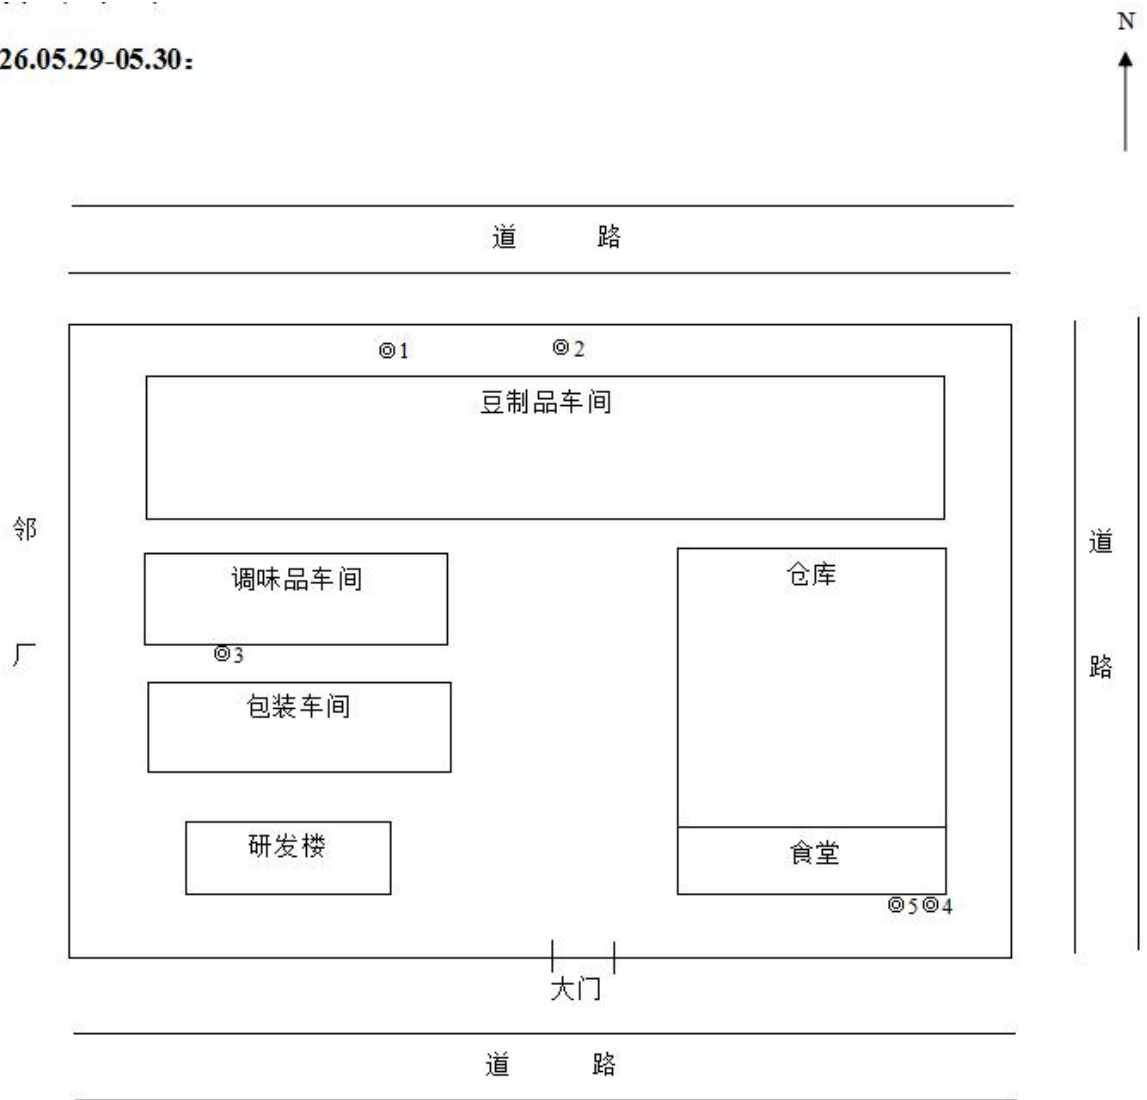 N
26.05.29-05.30：
道 路
◎1 ◎2
豆制品车间
邻厂
调味品车间
仓库
道路
◎3
包装车间
研发楼
食堂
◎5◎4
大门
道 路